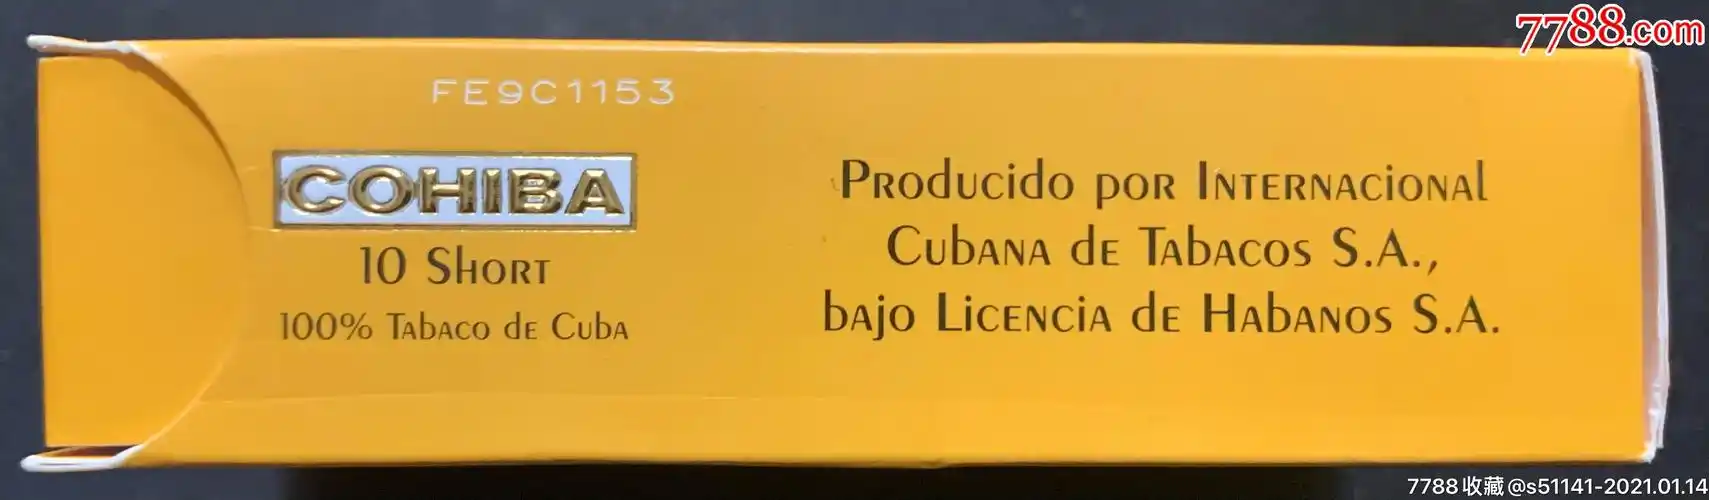 7788.com
FE9C1153
COHIBA
10 Short
100% Tabaco de Cuba
Producido por Internacional
Cubana de Tabacos S.A.,
bajo Licencia de Habanos S.A.
7788收藏@s51141-2021.01.14